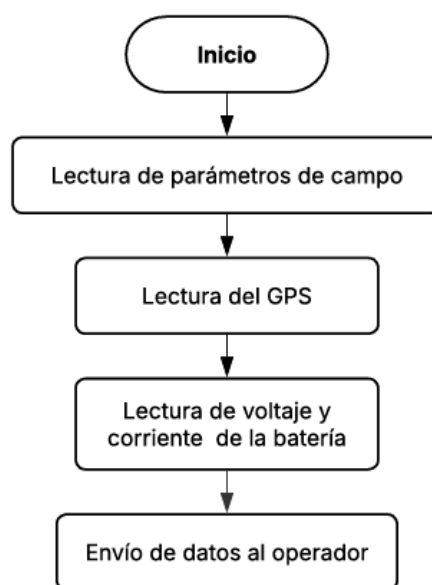 Inicio
Lectura de parámetros de campo
Lectura del GPS
Lectura de voltaje y
corriente de la batería
Envío de datos al operador